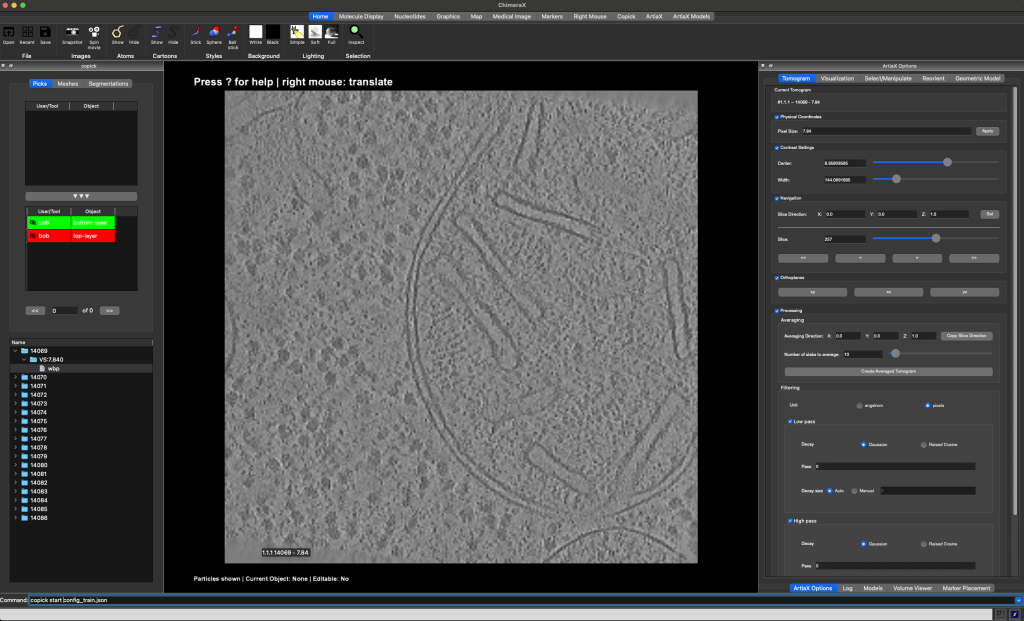 ChimeraX
Home Molecule Display Nucleotides Graphics Map Medical Image Markers Right Mouse Copick ArtiaX ArtiaX Models
Open Recent Save Snapshot Spin movie Show Hide Show Hide Stick Sphere Ball stick White Black Simple Soft Full Inspect
File Images Atoms Cartoons Styles Background Lighting Selection
copick
Picks Meshes Segmentations
User/Tool Object
▼▼▼
User/Tool Object
bob bottom-layer
bob top-layer
<< 0 of 0 >>
Name
14069
VS:7.840
wbp
14070
14071
14072
14073
14074
14075
14076
14077
14078
14079
14080
14081
14082
14083
14084
14085
14086
Press ? for help | right mouse: translate
1.1.1 14069 - 7.84
Particles shown | Current Object: None | Editable: No
ArtiaX Options
Tomogram Visualization Select/Manipulate Reorient Geometric Model
Current Tomogram
#1.1.1 -- 14069 - 7.84
Physical Coordinates
Pixel Size: 7.84 Apply
Contrast Settings
Center:
Width:
Navigation
Slice Direction: X: 0.0 Y: 0.0 Z: 1.0 Set
Slice: 257
<< < > >>
Orthoplanes
xy xz yz
Processing
Averaging
Averaging Direction: X: 0.0 Y: 0.0 Z: 1.0 Copy Slice Direction
Number of slabs to average: 10
Create Averaged Tomogram
Filtering
Unit: angstrom pixels
Low pass
Decay Gaussian Raised Cosine
Pass 0
Decay size Auto Manual
High pass
Decay Gaussian Raised Cosine
Pass 0
ArtiaX Options Log Models Volume Viewer Marker Placement
Command: copick start config_train.json